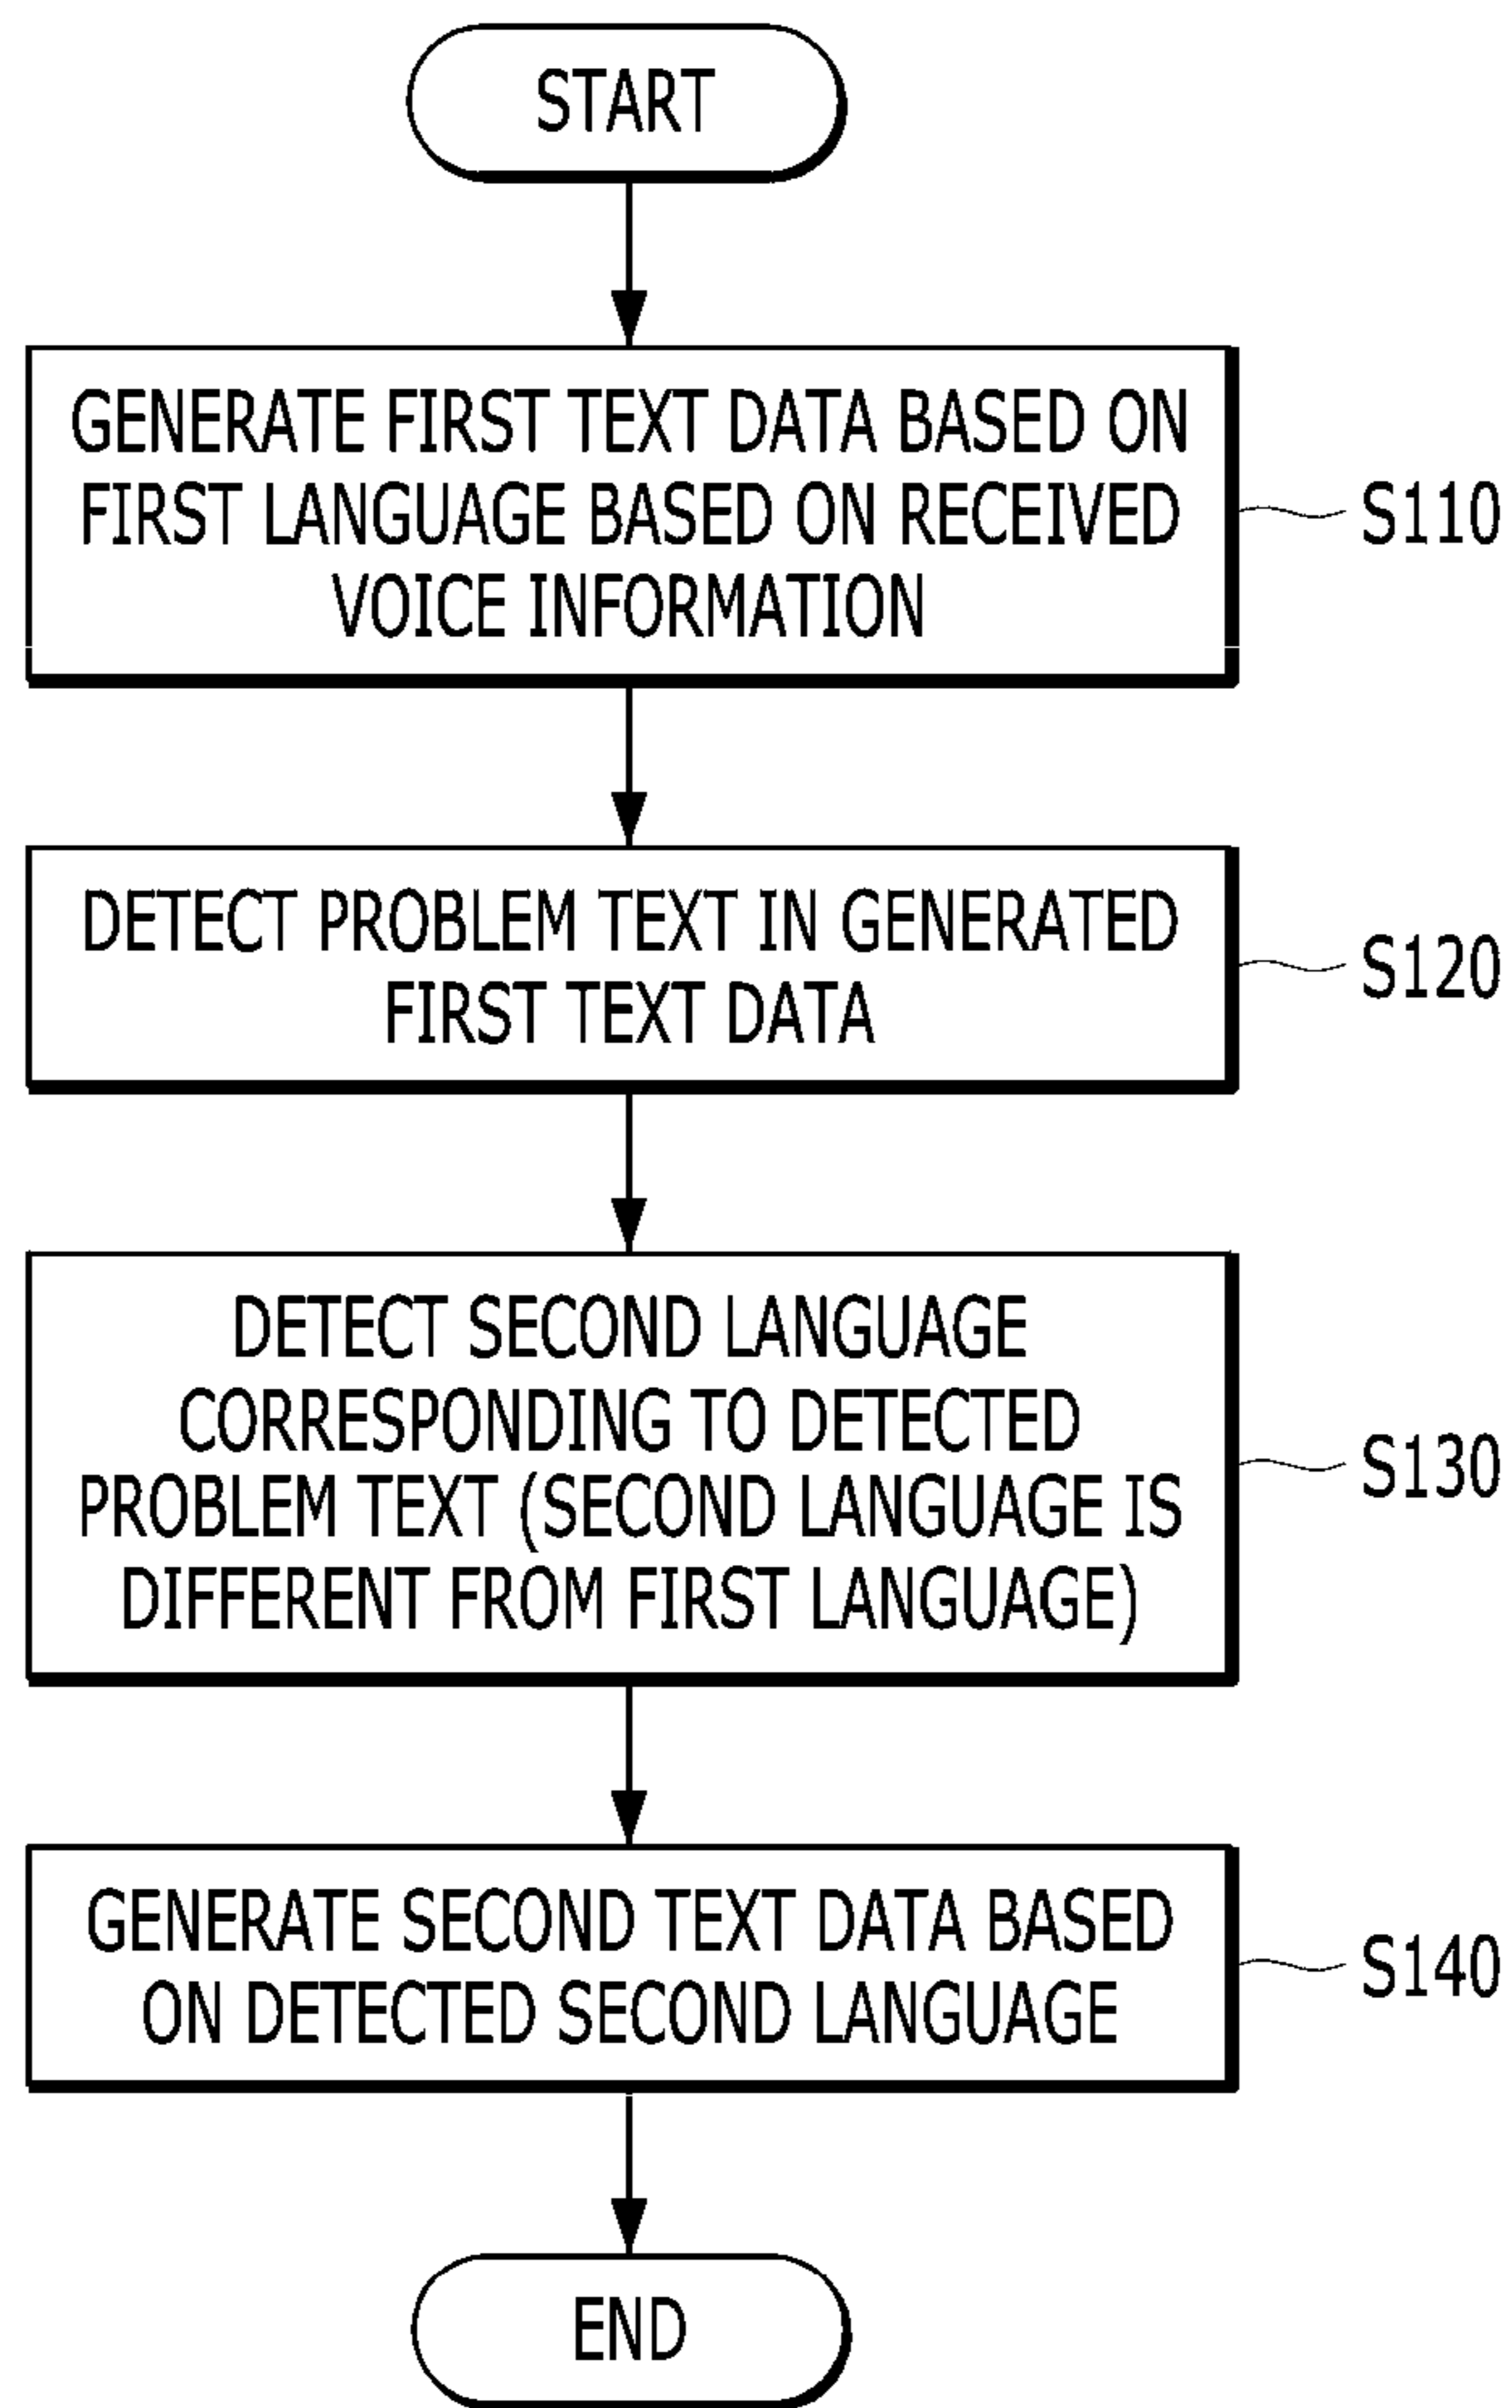 START
GENERATE FIRST TEXT DATA BASED ON
FIRST LANGUAGE BASED ON RECEIVED
VOICE INFORMATION
S110
DETECT PROBLEM TEXT IN GENERATED
FIRST TEXT DATA
S120
DETECT SECOND LANGUAGE
CORRESPONDING TO DETECTED
PROBLEM TEXT (SECOND LANGUAGE IS
DIFFERENT FROM FIRST LANGUAGE)
S130
GENERATE SECOND TEXT DATA BASED
ON DETECTED SECOND LANGUAGE
S140
END